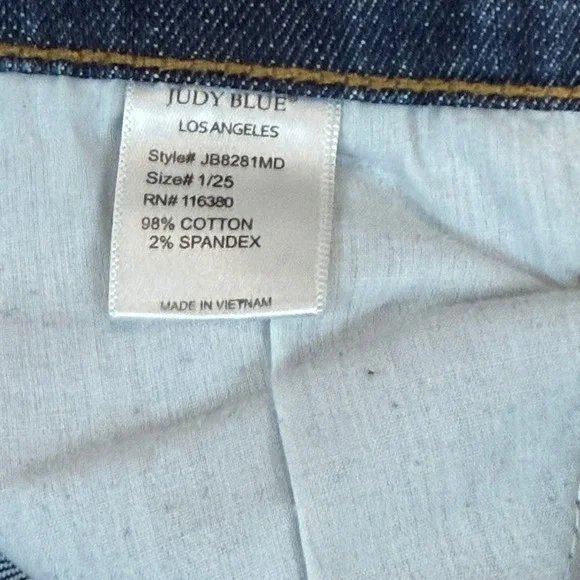 JUDY BLUE®
LOS ANGELES
Style# JB8281MD
Size# 1/25
RN# 116380
98% COTTON
2% SPANDEX
MADE IN VIETNAM